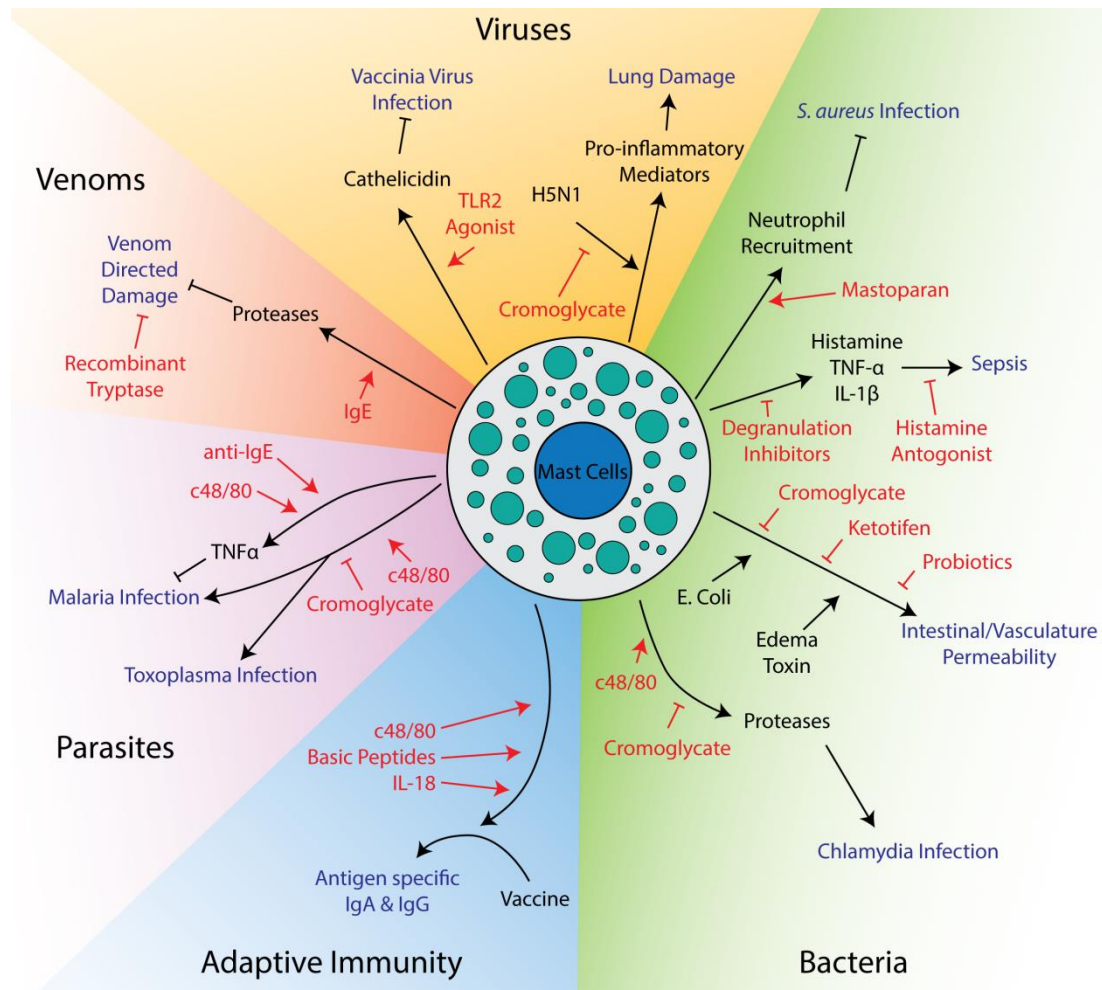 Viruses
Vaccinia Virus
Infection
Cathelicidin
TLR2
Agonist
Lung Damage
Pro-inflammatory
Mediators
H5N1
Cromoglycate
Venoms
Venom
Directed
Damage
Proteases
Recombinant
Tryptase
IgE
S. aureus Infection
Neutrophil
Recruitment
Mastoparan
Histamine
TNF-α
IL-1β
Sepsis
Degranulation
Inhibitors
Histamine
Antogonist
Mast Cells
Cromoglycate
Ketotifen
Probiotics
E. Coli
Edema
Toxin
Intestinal/Vasculature
Permeability
c48/80
Cromoglycate
Proteases
Chlamydia Infection
Bacteria
anti-IgE
c48/80
TNFα
Malaria Infection
c48/80
Cromoglycate
Toxoplasma Infection
Parasites
c48/80
Basic Peptides
IL-18
Antigen specific
IgA & IgG
Vaccine
Adaptive Immunity